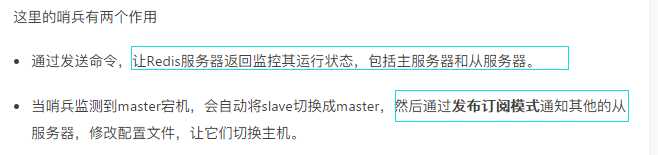 这里的哨兵有两个作用
通过发送命令，让Redis服务器返回监控其运行状态，包括主服务器和从服务器。
当哨兵监测到master宕机，会自动将slave切换成master，然后通过发布订阅模式通知其他的从
服务器，修改配置文件，让它们切换主机。